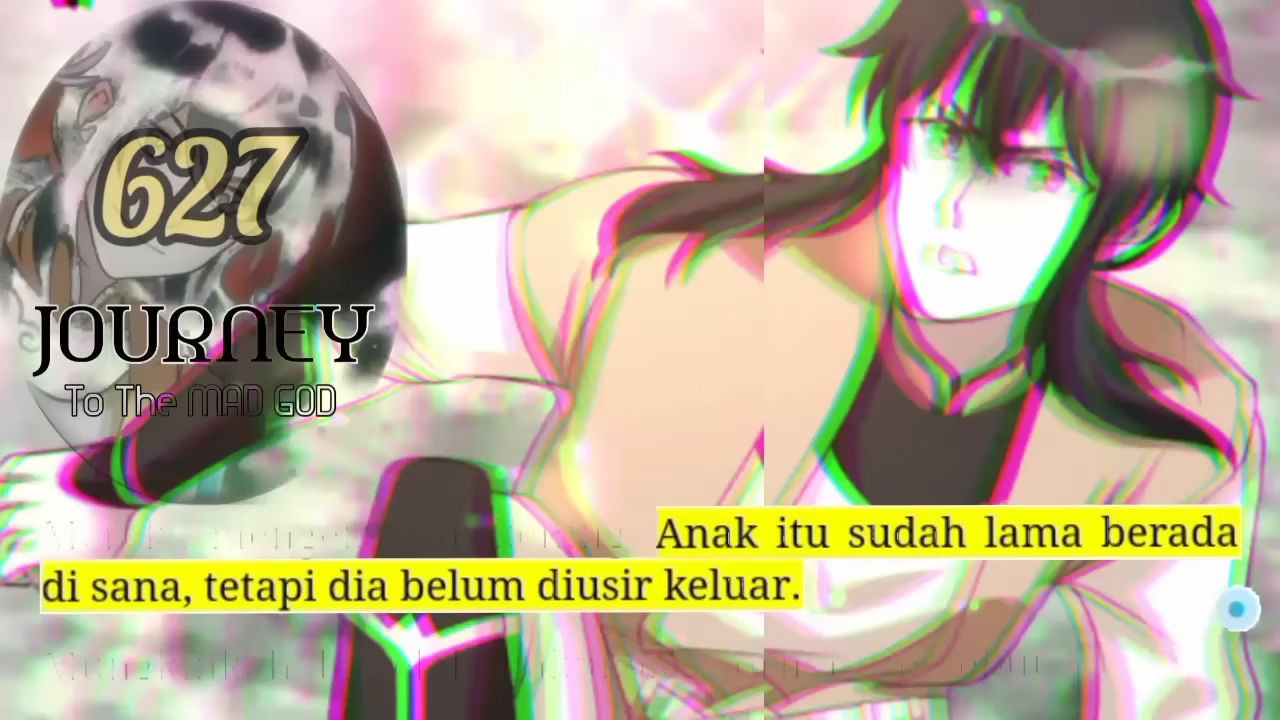 627
JOURNEY
To The MAD GOD
Anak itu sudah lama berada
di sana, tetapi dia belum diusir keluar.